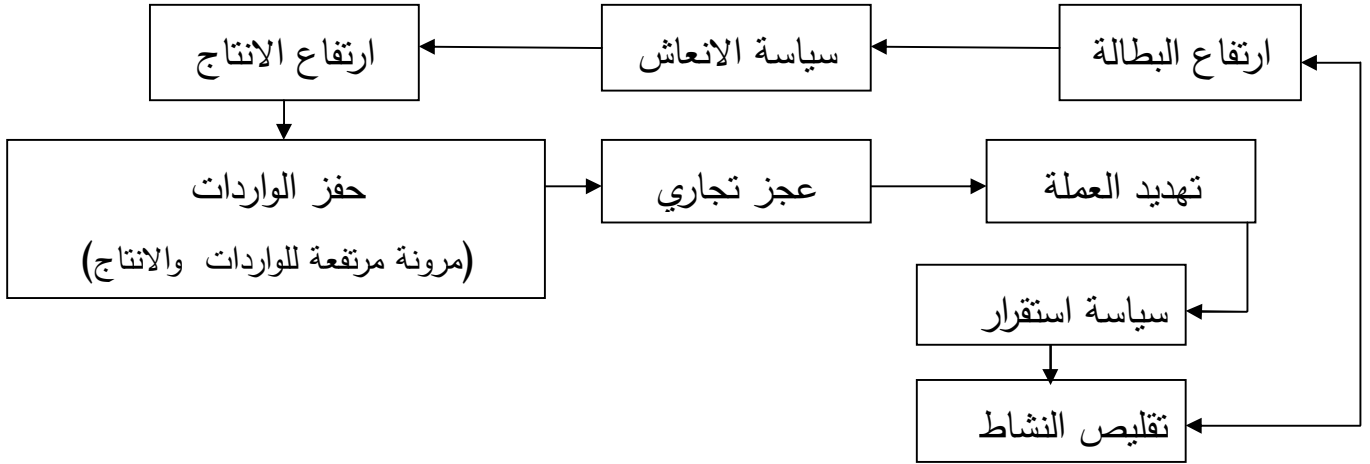 ارتفاع البطالة
سياسة الانعاش
ارتفاع الانتاج
حفز الواردات
(مرونة مرتفعة للواردات والانتاج)
عجز تجاري
تهديد العملة
سياسة استقرار
تقليص النشاط